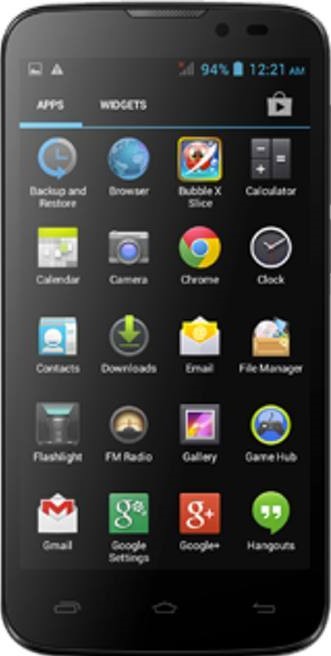 94% 12:21 AM
APPS WIDGETS
Backup and Restore Browser Bubble X Slice Calculator
Calendar Camera Chrome Clock
Contacts Downloads Email File Manager
Flashlight FM Radio Gallery Game Hub
Gmail Google Settings Google+ Hangouts